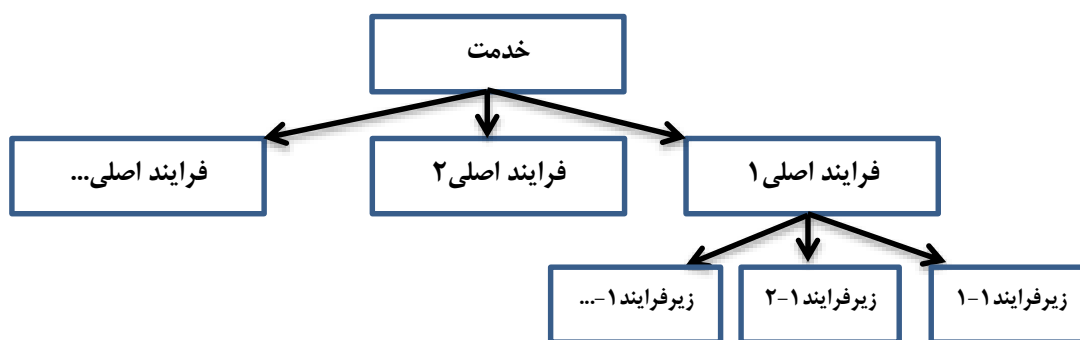 خدمت
فرایند اصلی۱
فرایند اصلی۲
فرایند اصلی...
زیرفرایند۱-۱
زیرفرایند۱-۲
زیرفرایند۱-...